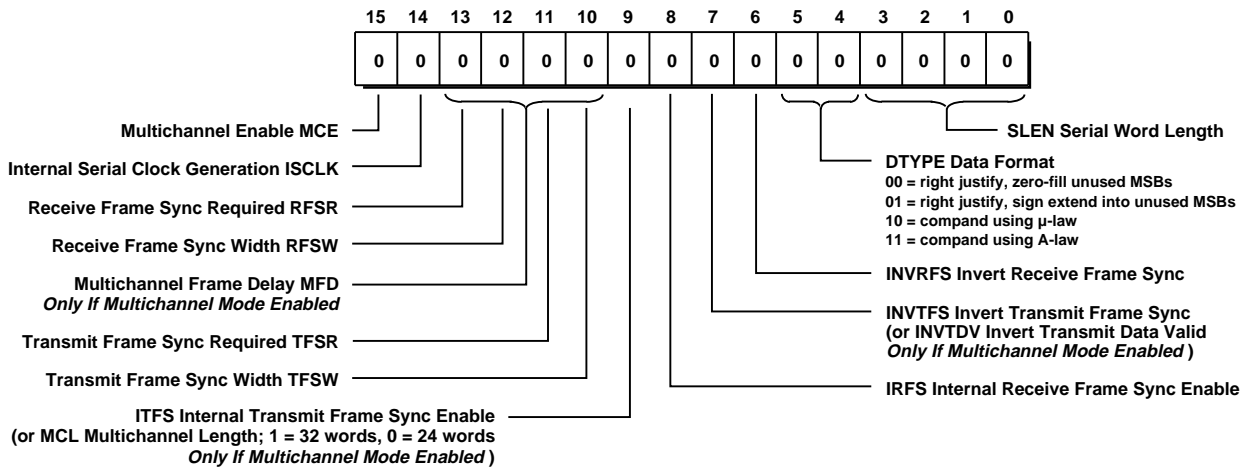 15 14 13 12 11 10 9 8 7 6 5 4 3 2 1 0
0 0 0 0 0 0 0 0 0 0 0 0 0 0 0 0
Multichannel Enable MCE
Internal Serial Clock Generation ISCLK
Receive Frame Sync Required RFSR
Receive Frame Sync Width RFSW
Multichannel Frame Delay MFD
Only If Multichannel Mode Enabled
Transmit Frame Sync Required TFSR
Transmit Frame Sync Width TFSW
ITFS Internal Transmit Frame Sync Enable
(or MCL Multichannel Length; 1 = 32 words, 0 = 24 words
Only If Multichannel Mode Enabled )
SLEN Serial Word Length
DTYPE Data Format
00 = right justify, zero-fill unused MSBs
01 = right justify, sign extend into unused MSBs
10 = compand using µ-law
11 = compand using A-law
INVRFS Invert Receive Frame Sync
INVTFS Invert Transmit Frame Sync
(or INVTDV Invert Transmit Data Valid
Only If Multichannel Mode Enabled )
IRFS Internal Receive Frame Sync Enable